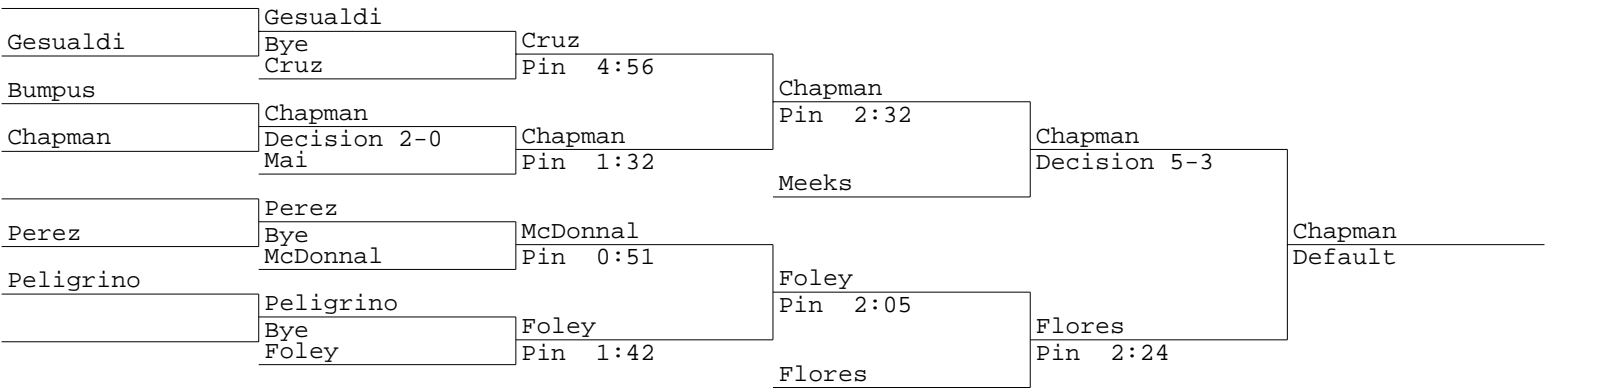 Gesualdi
Bumpus
Chapman
Perez
Peligrino
Gesualdi
Bye
Cruz
Chapman
Decision 2-0
Mai
Perez
Bye
McDonnal
Peligrino
Bye
Foley
Cruz
Pin 4:56
Chapman
Pin 1:32
McDonnal
Pin 0:51
Foley
Pin 1:42
Chapman
Pin 2:32
Meeks
Foley
Pin 2:05
Flores
Chapman
Decision 5-3
Flores
Pin 2:24
Chapman
Default